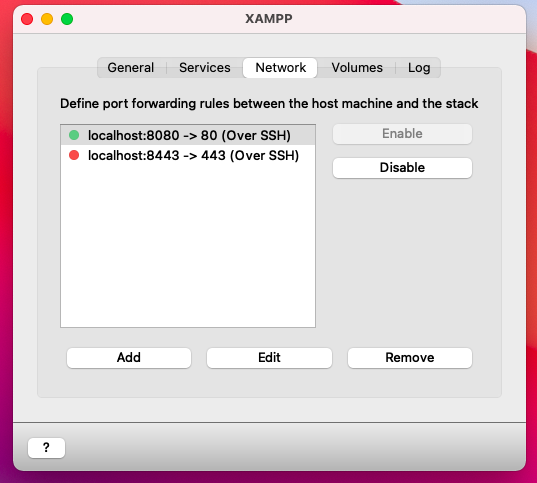 XAMPP
General Services Network Volumes Log
Define port forwarding rules between the host machine and the stack
localhost:8080 -> 80 (Over SSH)
localhost:8443 -> 443 (Over SSH)
Enable
Disable
Add Edit Remove
?